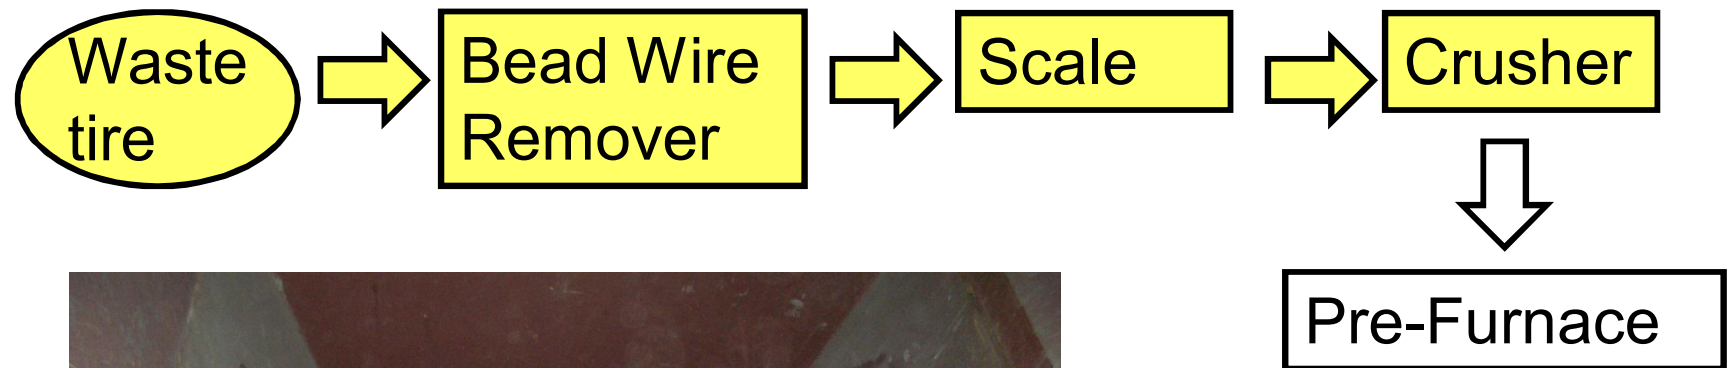 Waste
tire
Bead Wire
Remover
Scale
Crusher
Pre-Furnace